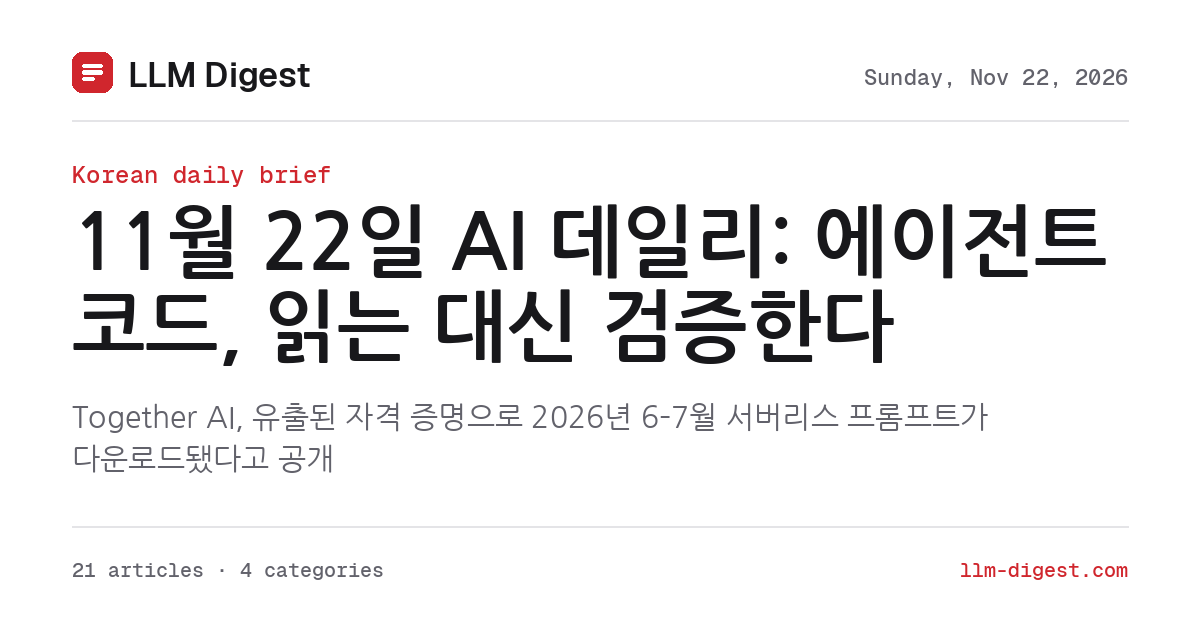 LLM Digest
Sunday, Nov 22, 2026
Korean daily brief
11월 22일 AI 데일리: 에이전트
코드, 읽는 대신 검증한다
Together AI, 유출된 자격 증명으로 2026년 6-7월 서버리스 프롬프트가
다운로드됐다고 공개
21 articles · 4 categories
llm-digest.com